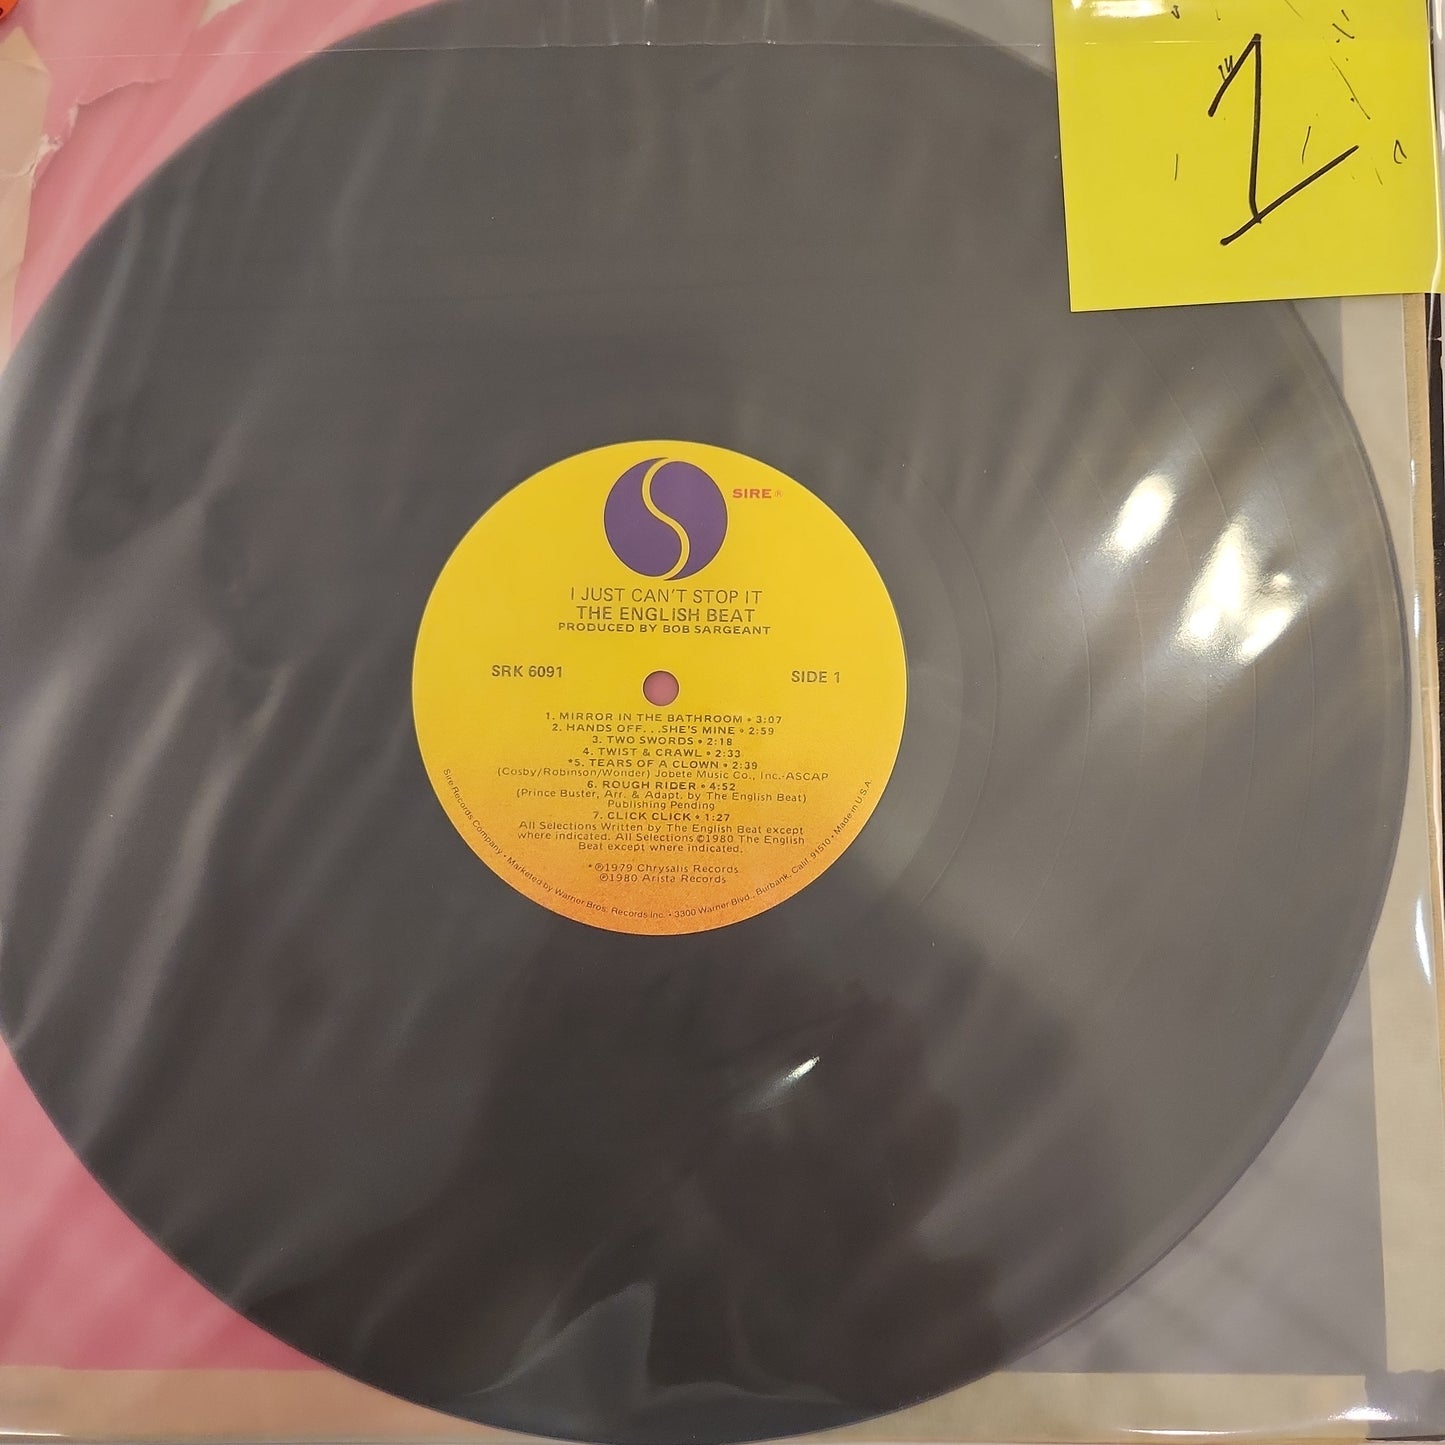 1
SIRE®
I JUST CAN'T STOP IT
THE ENGLISH BEAT
PRODUCED BY BOB SARGEANT
SRK 6091
SIDE 1
1. MIRROR IN THE BATHROOM • 3:07
2. HANDS OFF...SHE'S MINE • 2:59
3. TWO SWORDS • 2:18
4. TWIST & CRAWL • 2:33
*5. TEARS OF A CLOWN • 2:39
(Cosby/Robinson/Wonder) Jobete Music Co., Inc.-ASCAP
6. ROUGH RIDER • 4:52
(Prince Buster, Arr. & Adapt. by The English Beat)
Publishing Pending
7. CLICK CLICK • 1:27
All Selections Written by The English Beat except
where indicated. All Selections ©1980 The English
Beat except where indicated.
*℗1979 Chrysalis Records
℗1980 Arista Records
Sire Records Company • Marketed by Warner Bros. Records Inc. • 3300 Warner Blvd., Burbank, Calif. 91510 • Made in U.S.A.